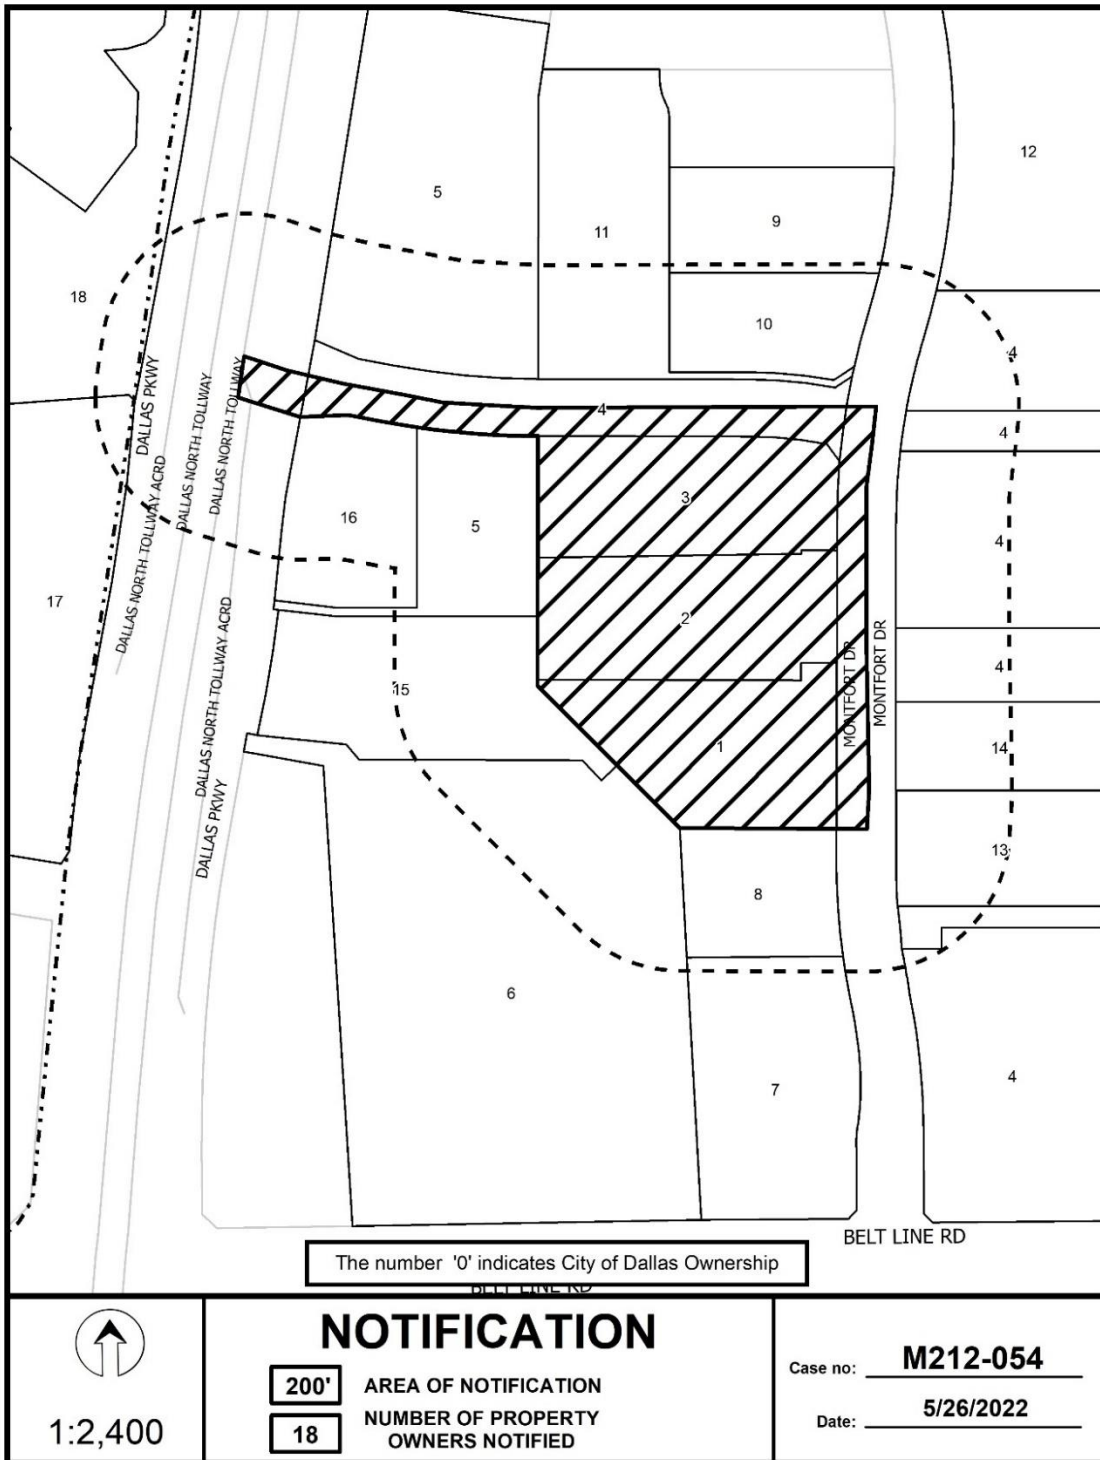 12
5
9
11
18
10
4
DALLAS PKWY
DALLAS NORTH TOLLWAY
DALLAS NORTH TOLLWAY
4
4
DALLAS NORTH TOLLWAY ACRD
3
16
5
4
17
2
DALLAS NORTH TOLLWAY ACRD
MONTFORT DR
MONTFORT DR
4
15
1
14
DALLAS PKWY
13
8
6
7
4
BELT LINE RD
The number '0' indicates City of Dallas Ownership
BELT LINE RD
1:2,400
NOTIFICATION
200' AREA OF NOTIFICATION
18 NUMBER OF PROPERTY
OWNERS NOTIFIED
Case no: M212-054
Date: 5/26/2022